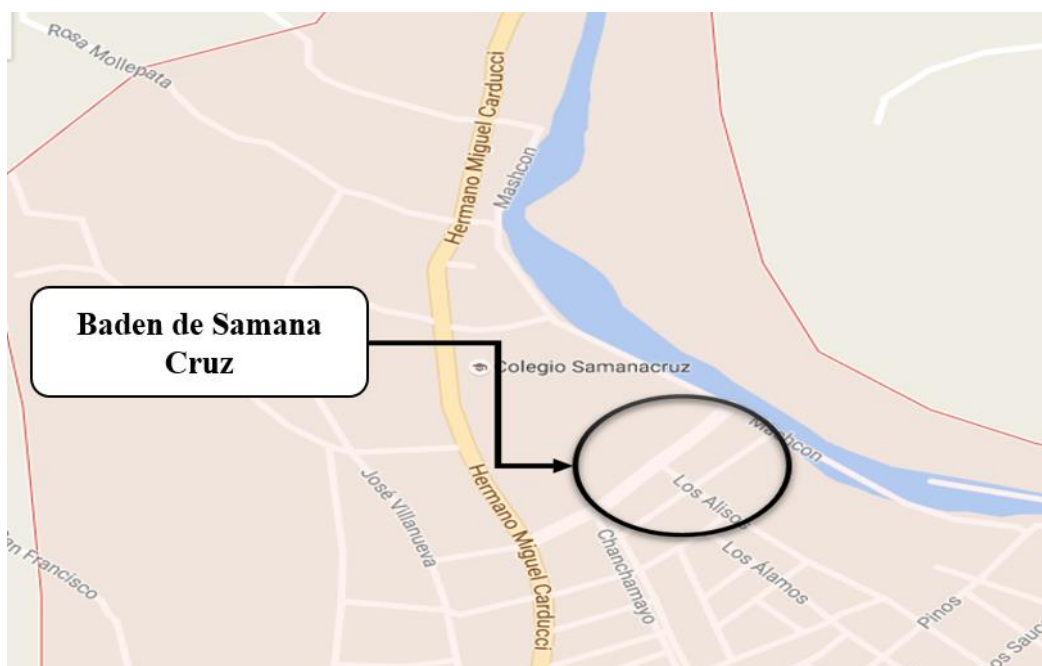 Rosa Mollepata
Hermano Miguel Carducci
Mashcon
Baden de Samana
Cruz
Colegio Samanacruz
Mashcon
José Villanueva
Hermano Miguel Carducci
Los Alisos
Chanchamayo
Los Álamos
Francisco
Pinos